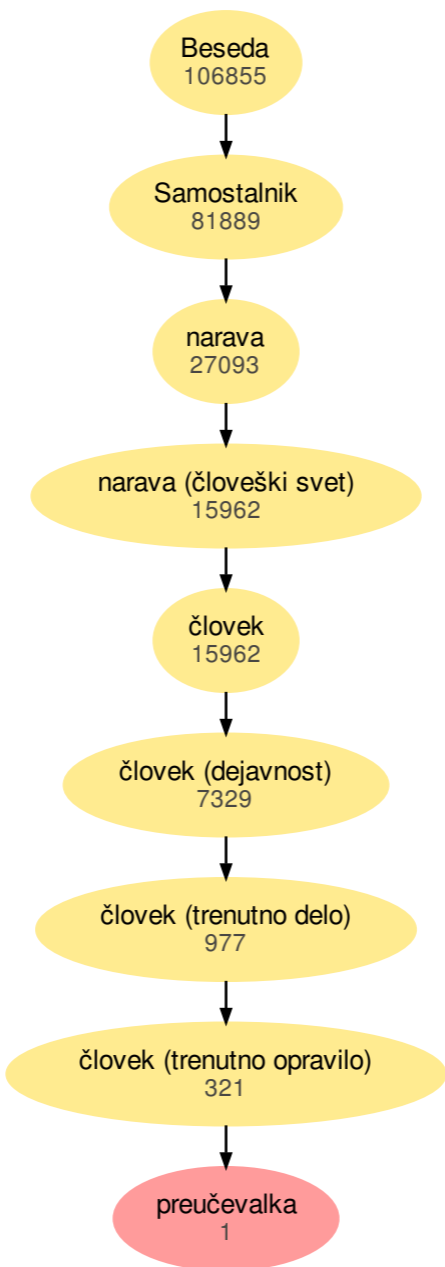 Beseda
106855
Samostalnik
81889
narava
27093
narava (človeški svet)
15962
človek
15962
človek (dejavnost)
7329
človek (trenutno delo)
977
človek (trenutno opravilo)
321
preučevalka
1